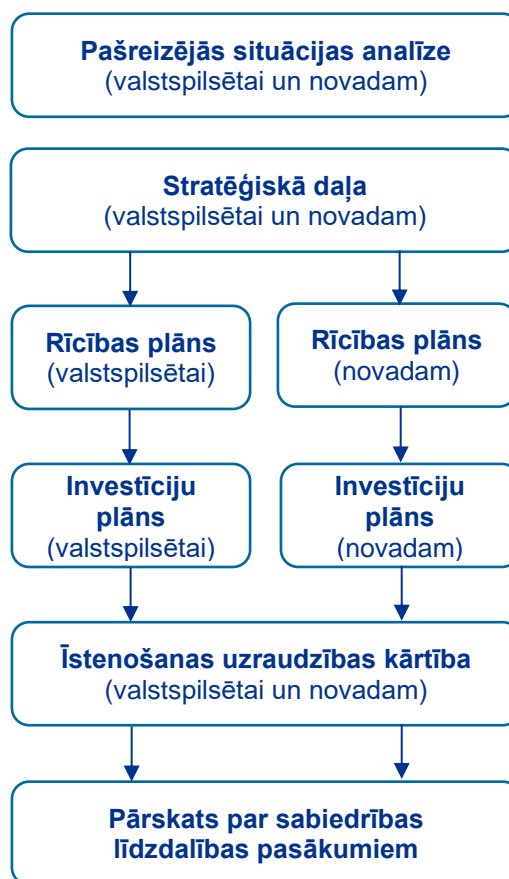 Pašreizējās situācijas analīze
(valstspilsētai un novadam)
Stratēģiskā daļa
(valstspilsētai un novadam)
Rīcības plāns
(valstspilsētai)
Rīcības plāns
(novadam)
Investīciju
plāns
(valstspilsētai)
Investīciju
plāns
(novadam)
Īstenošanas uzraudzības kārtība
(valstspilsētai un novadam)
Pārskats par sabiedrības
līdzdalības pasākumiem